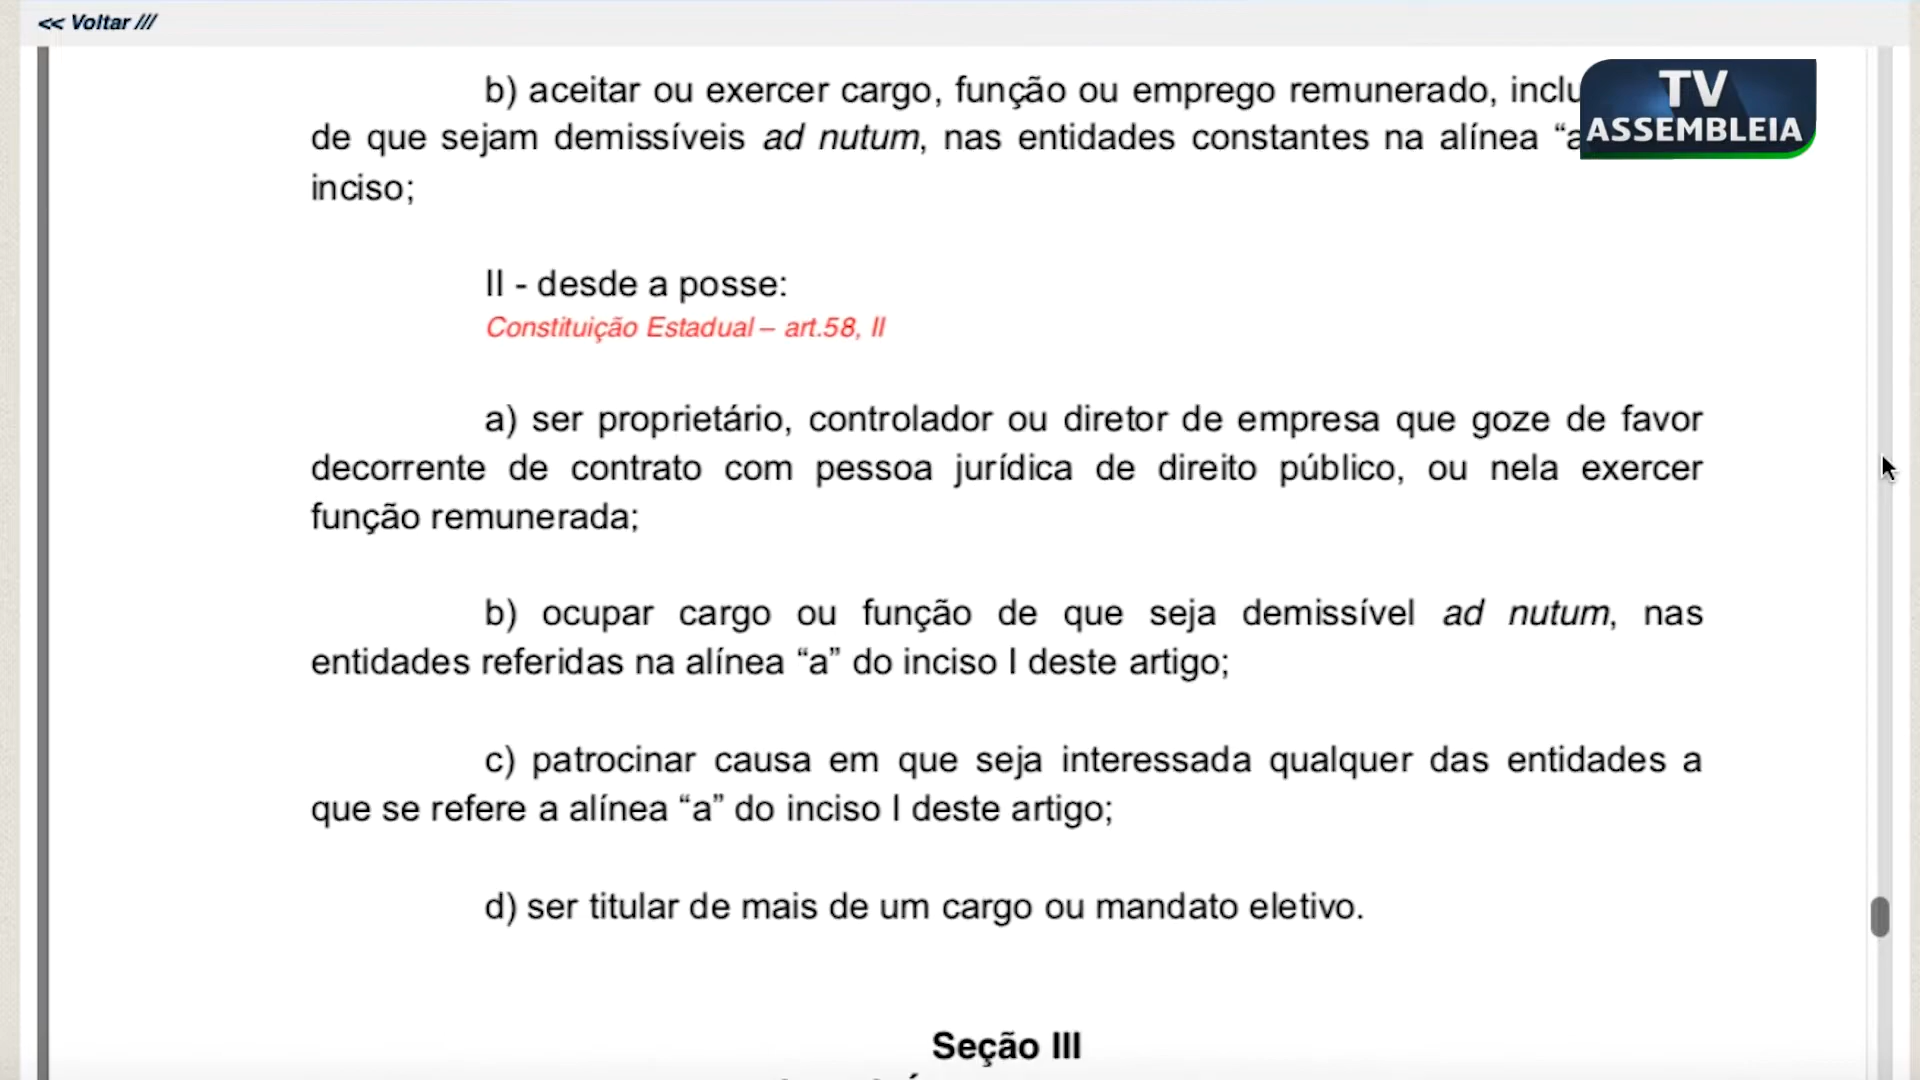 << Voltar ///
TV
ASSEMBLEIA
b) aceitar ou exercer cargo, função ou emprego remunerado,
de que sejam demissíveis ad nutum, nas entidades constantes na alínea
inciso;
II - desde a posse:
Constituição Estadual – art.58, II
a) ser proprietário, controlador ou diretor de empresa que goze de favor
decorrente de contrato com pessoa jurídica de direito público, ou nela exercer
função remunerada;
b) ocupar cargo ou função de que seja demissível ad nutum, nas
entidades referidas na alínea “a” do inciso I deste artigo;
c) patrocinar causa em que seja interessada qualquer das entidades a
que se refere a alínea “a” do inciso I deste artigo;
d) ser titular de mais de um cargo ou mandato eletivo.
Seção III